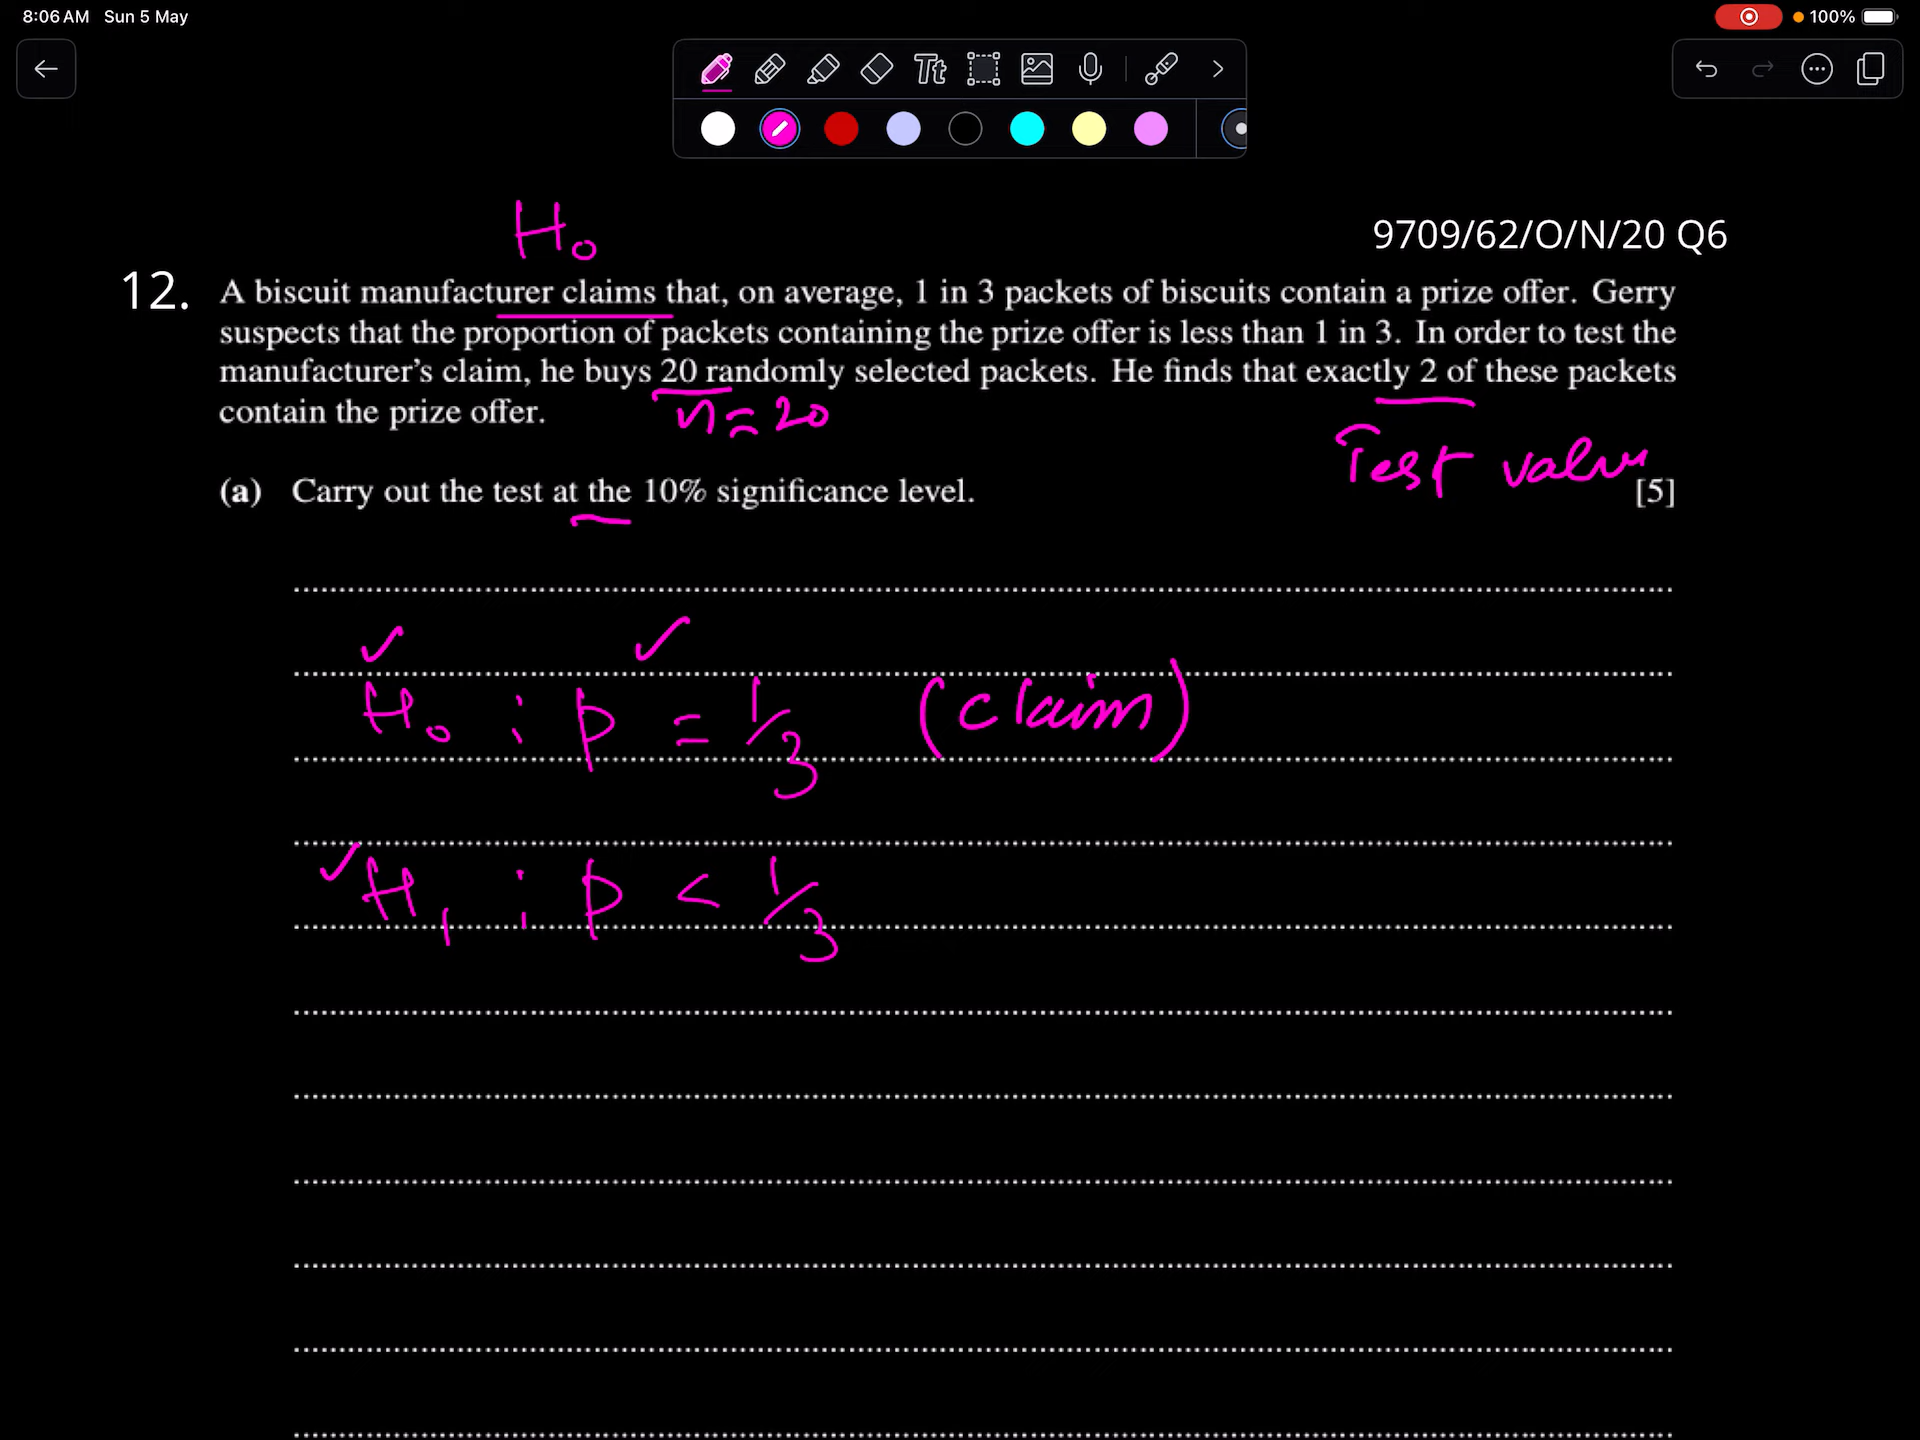 8:06 AM Sun 5 May
100%
Tt
H₀
9709/62/O/N/20 Q6
12. A biscuit manufacturer claims that, on average, 1 in 3 packets of biscuits contain a prize offer. Gerry
suspects that the proportion of packets containing the prize offer is less than 1 in 3. In order to test the
manufacturer's claim, he buys 20 randomly selected packets. He finds that exactly 2 of these packets
contain the prize offer.
n = 20
Test value
(a) Carry out the test at the 10% significance level. [5]
H₀ : p = 1/3 (claim)
H₁ : p < 1/3